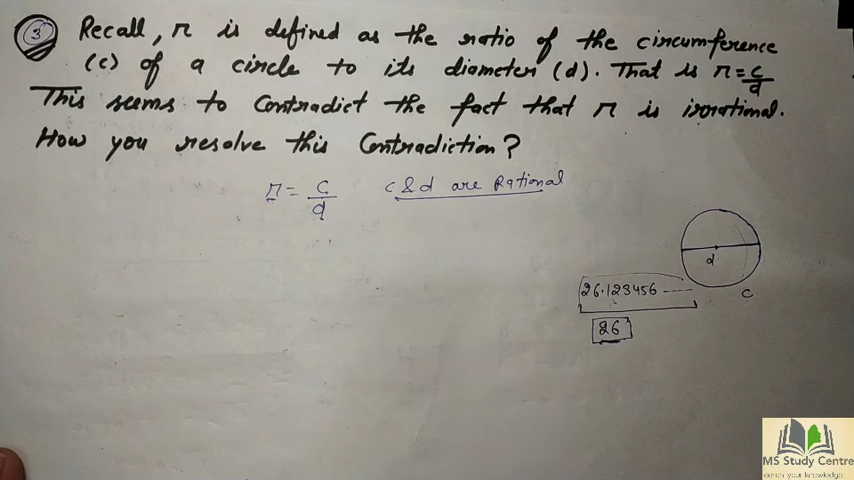 3 Recall, π is defined as the ratio of the circumference
(c) of a circle to its diameter (d). That is π = c/d
This seems to contradict the fact that π is irrational.
How you resolve this Contradiction?
π = c/d c & d are Rational
d
26.123456 ----
c
26
MS Study Centre